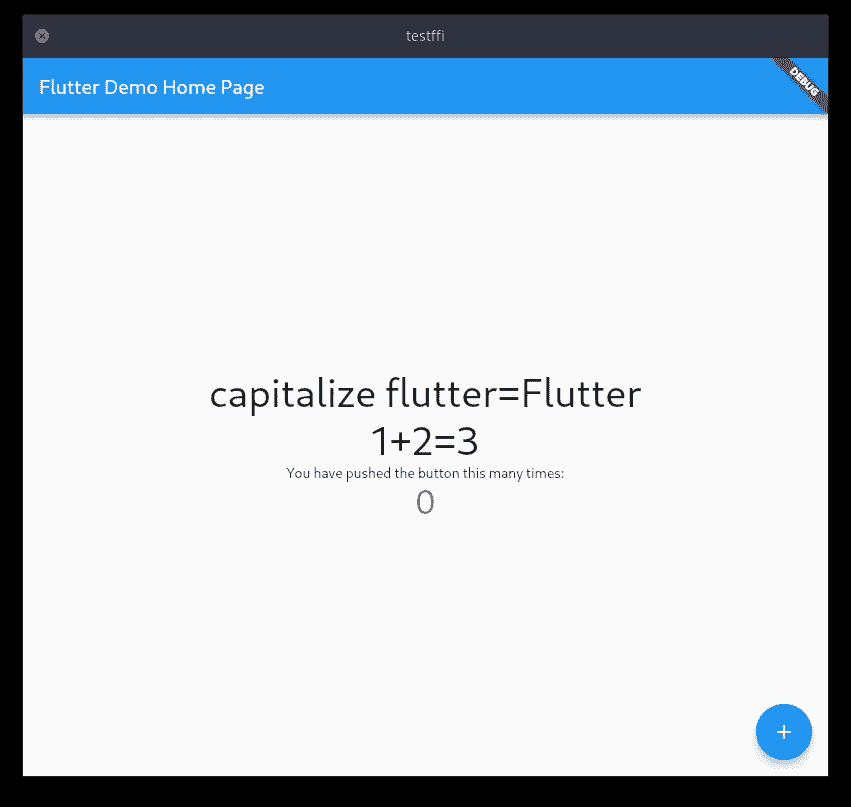 testffi
Flutter Demo Home Page
DEBUG
capitalize flutter=Flutter
1+2=3
You have pushed the button this many times:
0
+